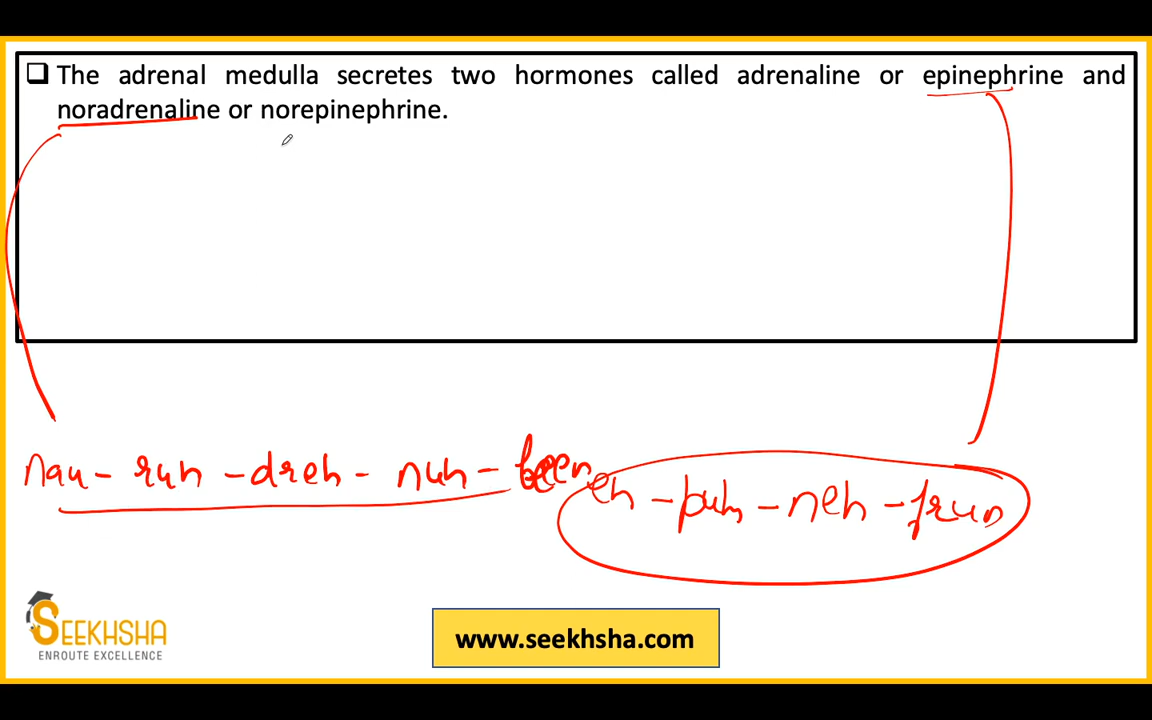 The adrenal medulla secretes two hormones called adrenaline or epinephrine and
noradrenaline or norepinephrine.
nau - ruh - dreh - nuh -
eh - puh - neh - frun
SEEKHSHA
ENROUTE EXCELLENCE
www.seekhsha.com